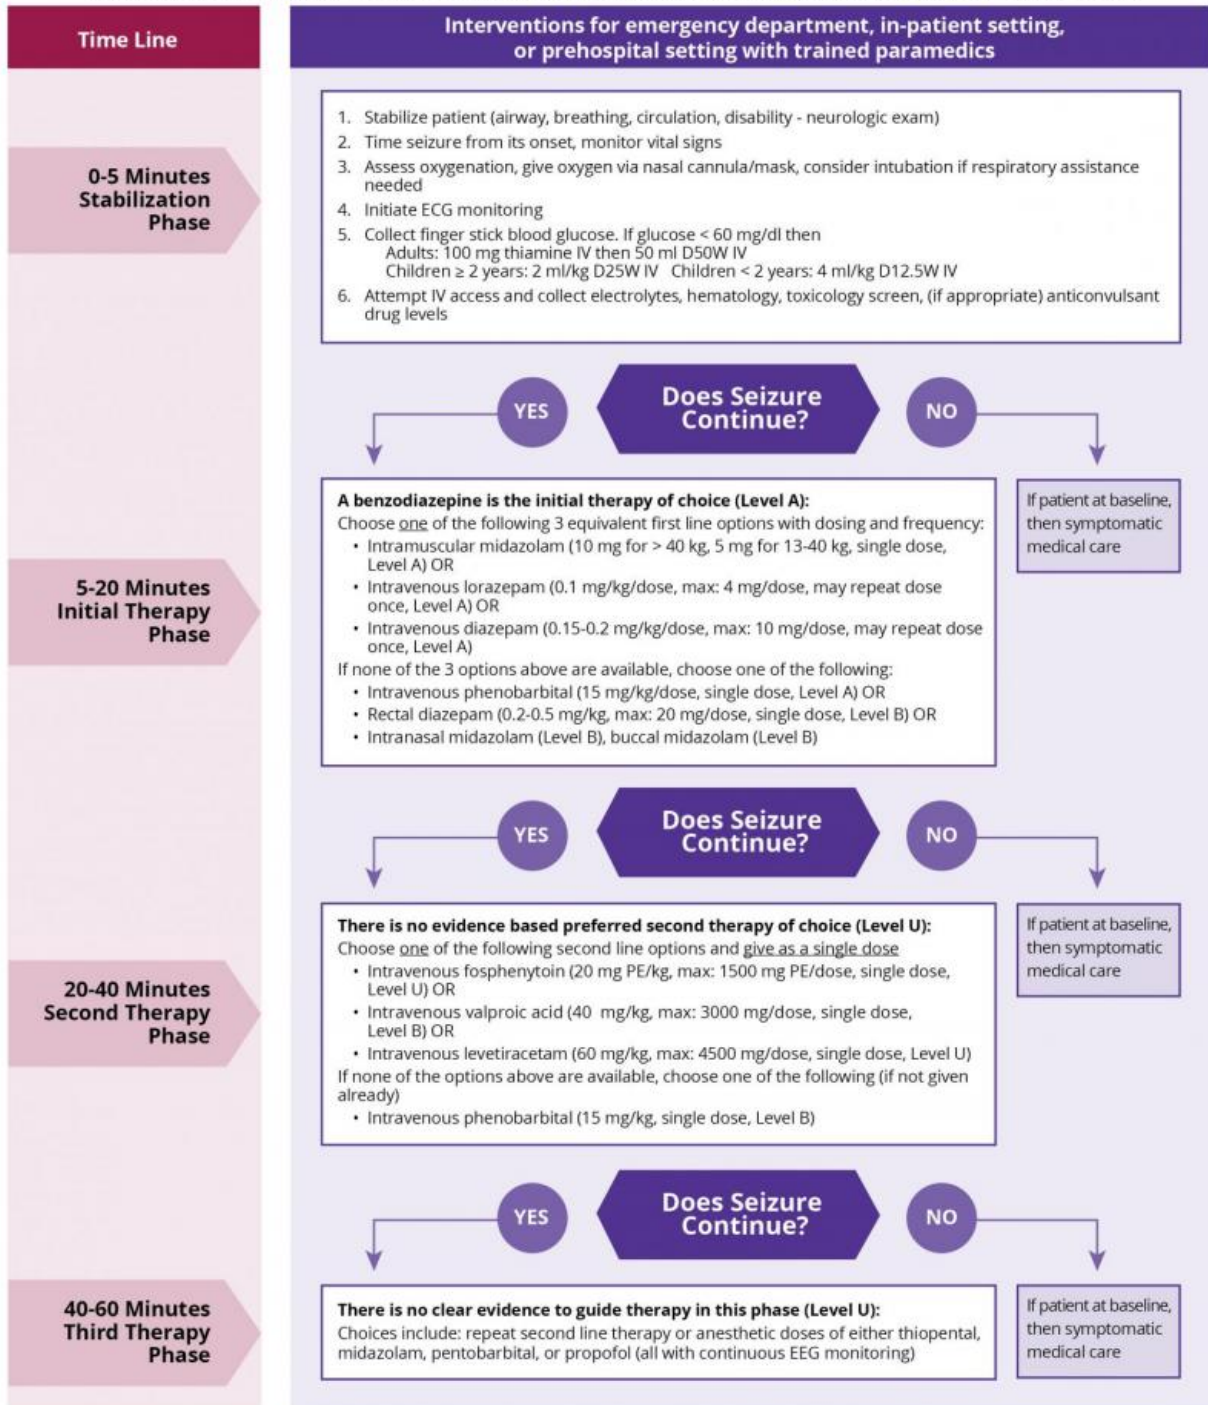 Time Line
Interventions for emergency department, in-patient setting,
or prehospital setting with trained paramedics
0-5 Minutes
Stabilization
Phase
1. Stabilize patient (airway, breathing, circulation, disability - neurologic exam)
2. Time seizure from its onset, monitor vital signs
3. Assess oxygenation, give oxygen via nasal cannula/mask, consider intubation if respiratory assistance
needed
4. Initiate ECG monitoring
5. Collect finger stick blood glucose. If glucose < 60 mg/dl then
Adults: 100 mg thiamine IV then 50 ml D50W IV
Children ≥ 2 years: 2 ml/kg D25W IV Children < 2 years: 4 ml/kg D12.5W IV
6. Attempt IV access and collect electrolytes, hematology, toxicology screen, (if appropriate) anticonvulsant
drug levels
YES
Does Seizure
Continue?
NO
5-20 Minutes
Initial Therapy
Phase
A benzodiazepine is the initial therapy of choice (Level A):
Choose one of the following 3 equivalent first line options with dosing and frequency:
• Intramuscular midazolam (10 mg for > 40 kg, 5 mg for 13-40 kg, single dose,
Level A) OR
• Intravenous lorazepam (0.1 mg/kg/dose, max: 4 mg/dose, may repeat dose
once, Level A) OR
• Intravenous diazepam (0.15-0.2 mg/kg/dose, max: 10 mg/dose, may repeat dose
once, Level A)
If none of the 3 options above are available, choose one of the following:
• Intravenous phenobarbital (15 mg/kg/dose, single dose, Level A) OR
• Rectal diazepam (0.2-0.5 mg/kg, max: 20 mg/dose, single dose, Level B) OR
• Intranasal midazolam (Level B), buccal midazolam (Level B)
If patient at baseline,
then symptomatic
medical care
YES
Does Seizure
Continue?
NO
20-40 Minutes
Second Therapy
Phase
There is no evidence based preferred second therapy of choice (Level U):
Choose one of the following second line options and give as a single dose
• Intravenous fosphenytoin (20 mg PE/kg, max: 1500 mg PE/dose, single dose,
Level U) OR
• Intravenous valproic acid (40 mg/kg, max: 3000 mg/dose, single dose,
Level B) OR
• Intravenous levetiracetam (60 mg/kg, max: 4500 mg/dose, single dose, Level U)
If none of the options above are available, choose one of the following (if not given
already)
• Intravenous phenobarbital (15 mg/kg, single dose, Level B)
If patient at baseline,
then symptomatic
medical care
YES
Does Seizure
Continue?
NO
40-60 Minutes
Third Therapy
Phase
There is no clear evidence to guide therapy in this phase (Level U):
Choices include: repeat second line therapy or anesthetic doses of either thiopental,
midazolam, pentobarbital, or propofol (all with continuous EEG monitoring)
If patient at baseline,
then symptomatic
medical care